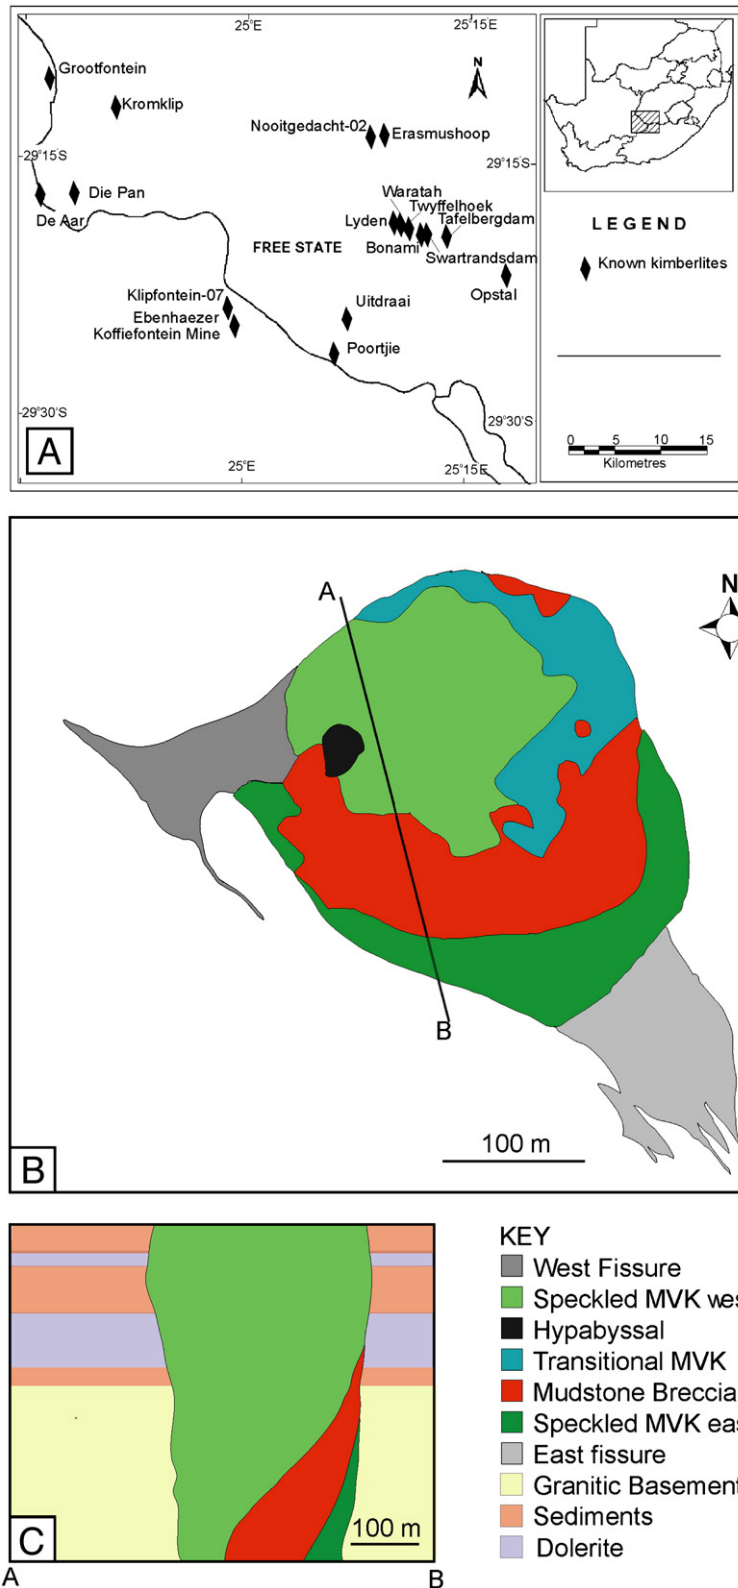 25°E
25°15'E
Grootfontein
N
Kromklip
Nooitgedacht-02
Erasmushoop
29°15'S
29°15'S
Waratah
Die Pan
Twyffelhoek
De Aar
Lyden
Tafelbergdam
LEGEND
FREE STATE
Bonami
Swartrandsdam
Known kimberlites
Klipfontein-07
Opstal
Ebenhaezer
Uitdraai
Koffiefontein Mine
Poortjie
29°30'S
29°30'S
0 5 10 15
Kilometres
A
25°E
25°15'E
N
A
B
100 m
B
KEY
West Fissure
Speckled MVK wes
Hypabyssal
Transitional MVK
Mudstone Breccia
Speckled MVK eas
East fissure
Granitic Basement
Sediments
Dolerite
C
100 m
A
B